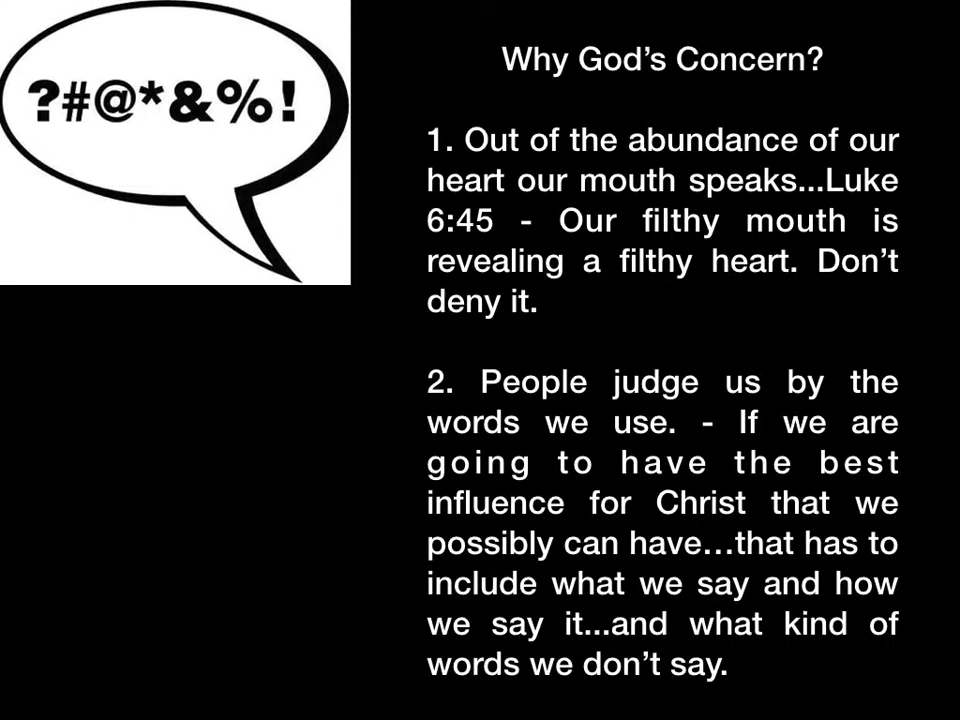 ?#@*&%!
Why God’s Concern?
1. Out of the abundance of our
heart our mouth speaks...Luke
6:45 - Our filthy mouth is
revealing a filthy heart. Don’t
deny it.
2. People judge us by the
words we use. - If we are
going to have the best
influence for Christ that we
possibly can have…that has to
include what we say and how
we say it...and what kind of
words we don’t say.